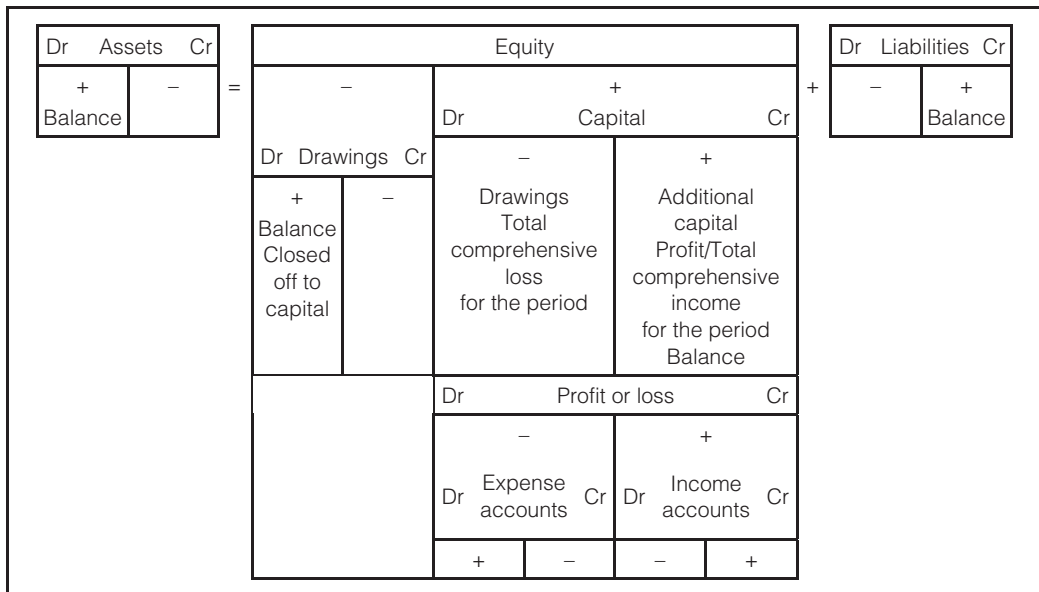 Dr Assets Cr
+ −
Balance
=
Equity
− +
Dr Capital Cr
Dr Drawings Cr
+ −
Balance
Closed
off to
capital
− +
Drawings
Total
comprehensive
loss
for the period
Additional
capital
Profit/Total
comprehensive
income
for the period
Balance
Dr Profit or loss Cr
− +
Dr Expense accounts Cr
Dr Income accounts Cr
+ − − +
+
Dr Liabilities Cr
− +
Balance